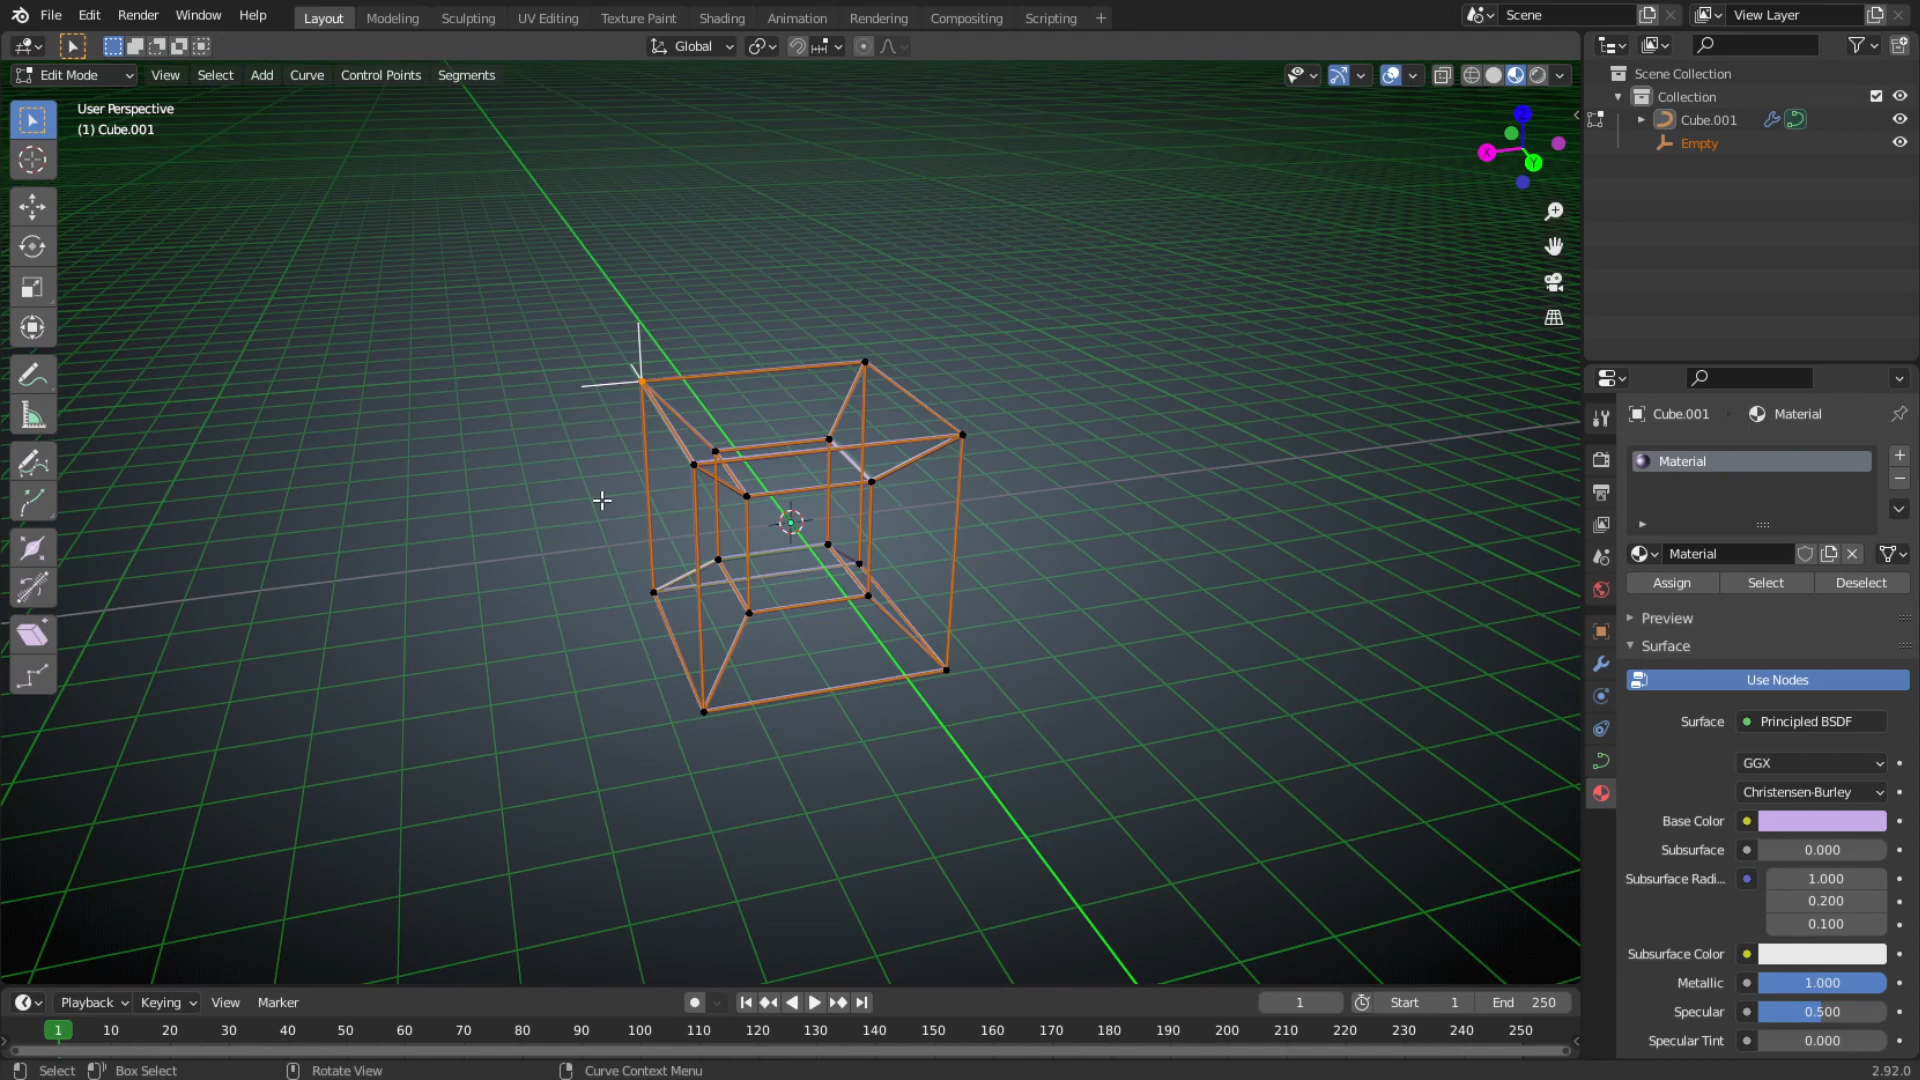 File Edit Render Window Help Layout Modeling Sculpting UV Editing Texture Paint Shading Animation Rendering Compositing Scripting + Scene View Layer
Global
Edit Mode View Select Add Curve Control Points Segments
User Perspective
(1) Cube.001
X
Y
Z
Scene Collection
Collection
Cube.001
Empty
Cube.001 Material
Material
Material
Assign Select Deselect
Preview
Surface
Use Nodes
Surface Principled BSDF
GGX
Christensen-Burley
Base Color
Subsurface 0.000
Subsurface Radi... 1.000
0.200
0.100
Subsurface Color
Metallic 1.000
Specular 0.500
Specular Tint 0.000
Playback Keying View Marker 1 Start 1 End 250
1 10 20 30 40 50 60 70 80 90 100 110 120 130 140 150 160 170 180 190 200 210 220 230 240 250
Select Box Select Rotate View Curve Context Menu 2.92.0